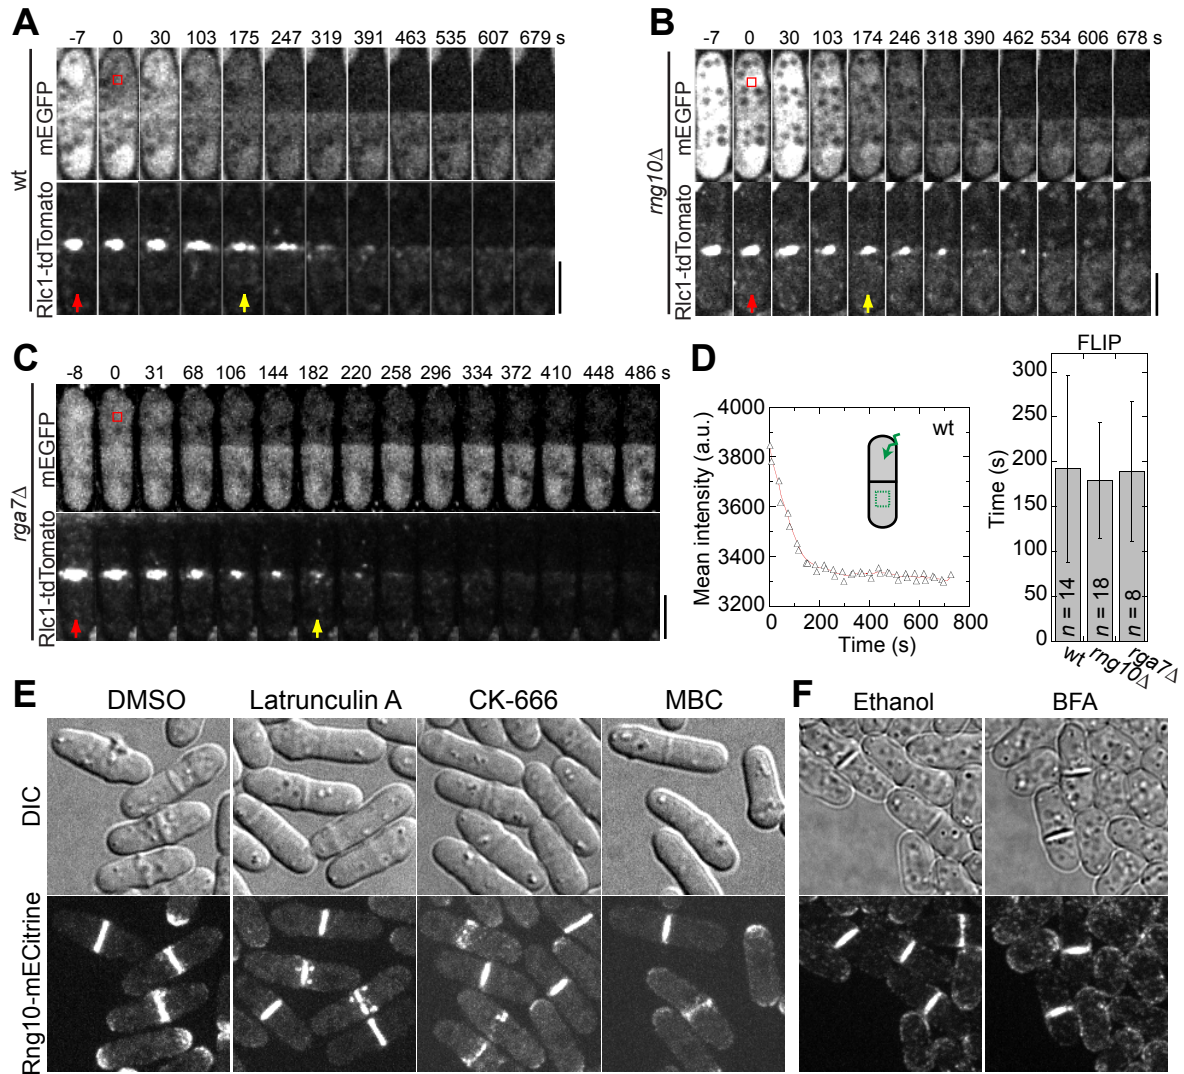 A
-7 0 30 103 175 247 319 391 463 535 607 679 s
wt
mEGFP
Rlc1-tdTomato
B
-7 0 30 103 174 246 318 390 462 534 606 678 s
rng10Δ
mEGFP
Rlc1-tdTomato
C
-8 0 31 68 106 144 182 220 258 296 334 372 410 448 486 s
rga7Δ
mEGFP
Rlc1-tdTomato
D
Mean intensity (a.u.)
4000
3800
3600
3400
3200
wt
0 200 400 600 800
Time (s)
FLIP
Time (s)
300
250
200
150
100
50
0
n = 14
n = 18
n = 8
wt
rng10Δ
rga7Δ
E
DMSO Latrunculin A CK-666 MBC
DIC
Rng10-mECitrine
F
Ethanol BFA